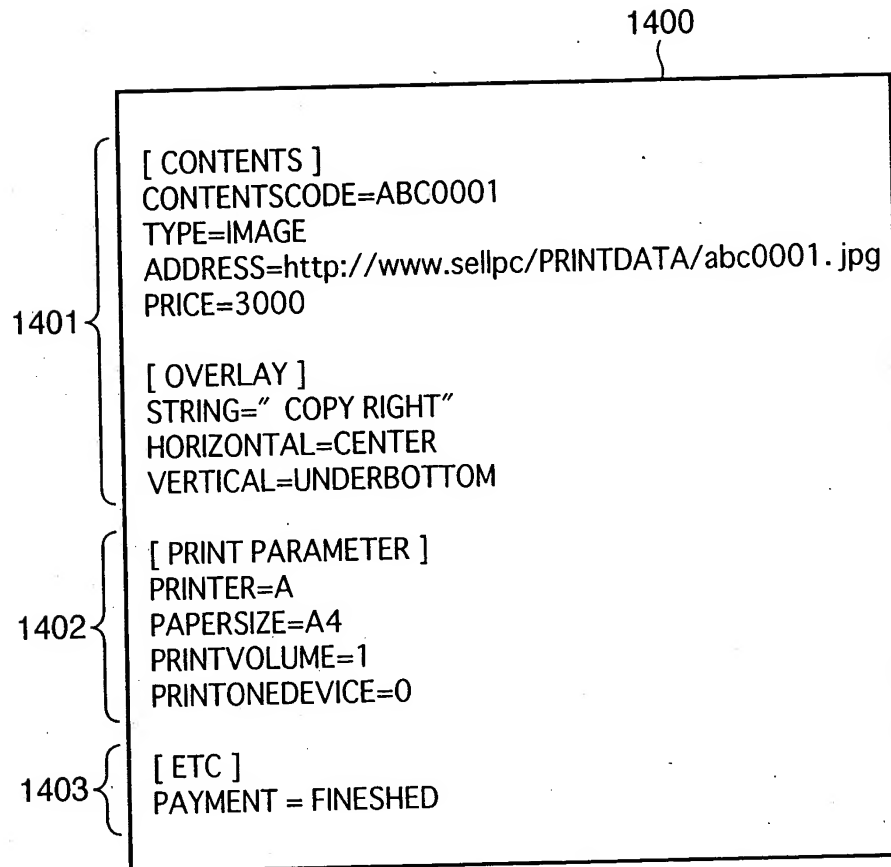 1400
[ CONTENTS ]
CONTENTSCODE=ABC0001
TYPE=IMAGE
ADDRESS=http://www.sellpc/PRINTDATA/abc0001.jpg
PRICE=3000
1401
[ OVERLAY ]
STRING=″ COPY RIGHT″
HORIZONTAL=CENTER
VERTICAL=UNDERBOTTOM
[ PRINT PARAMETER ]
PRINTER=A
PAPERSIZE=A4
1402
PRINTVOLUME=1
PRINTONEDEVICE=0
[ ETC ]
1403
PAYMENT = FINESHED